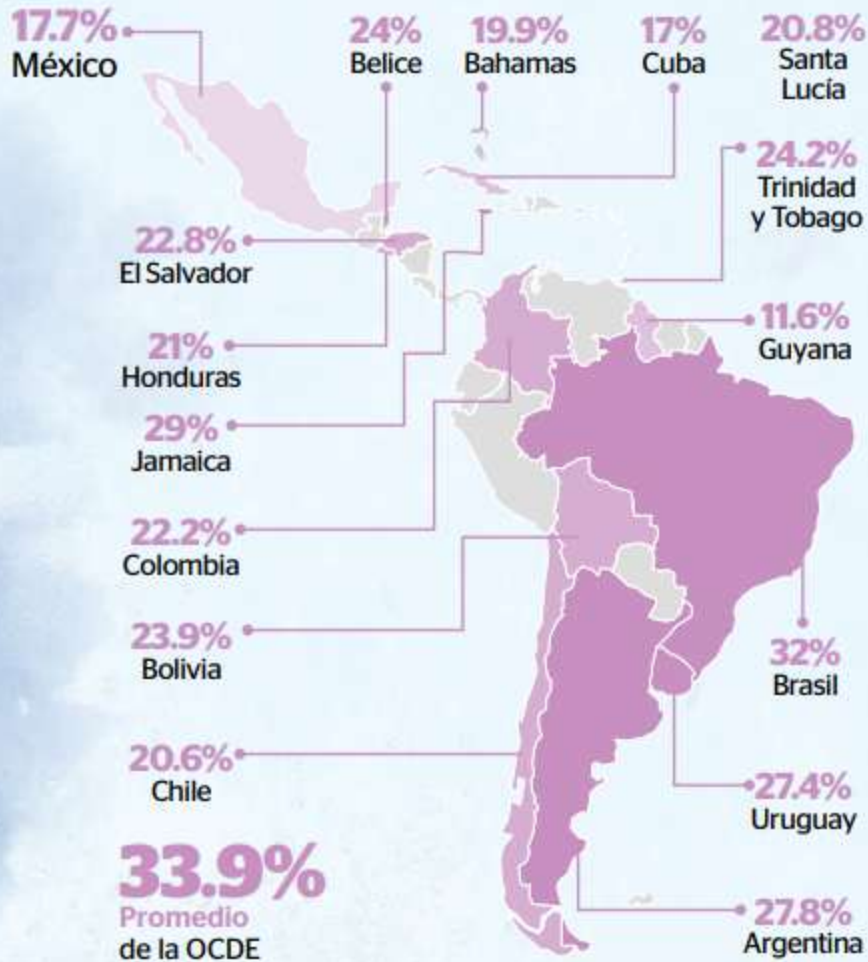 17.7%
México
24%
Belice
19.9%
Bahamas
17%
Cuba
20.8%
Santa
Lucía
24.2%
Trinidad
y Tobago
22.8%
El Salvador
11.6%
Guyana
21%
Honduras
29%
Jamaica
22.2%
Colombia
23.9%
Bolivia
32%
Brasil
20.6%
Chile
27.4%
Uruguay
33.9%
Promedio
de la OCDE
27.8%
Argentina